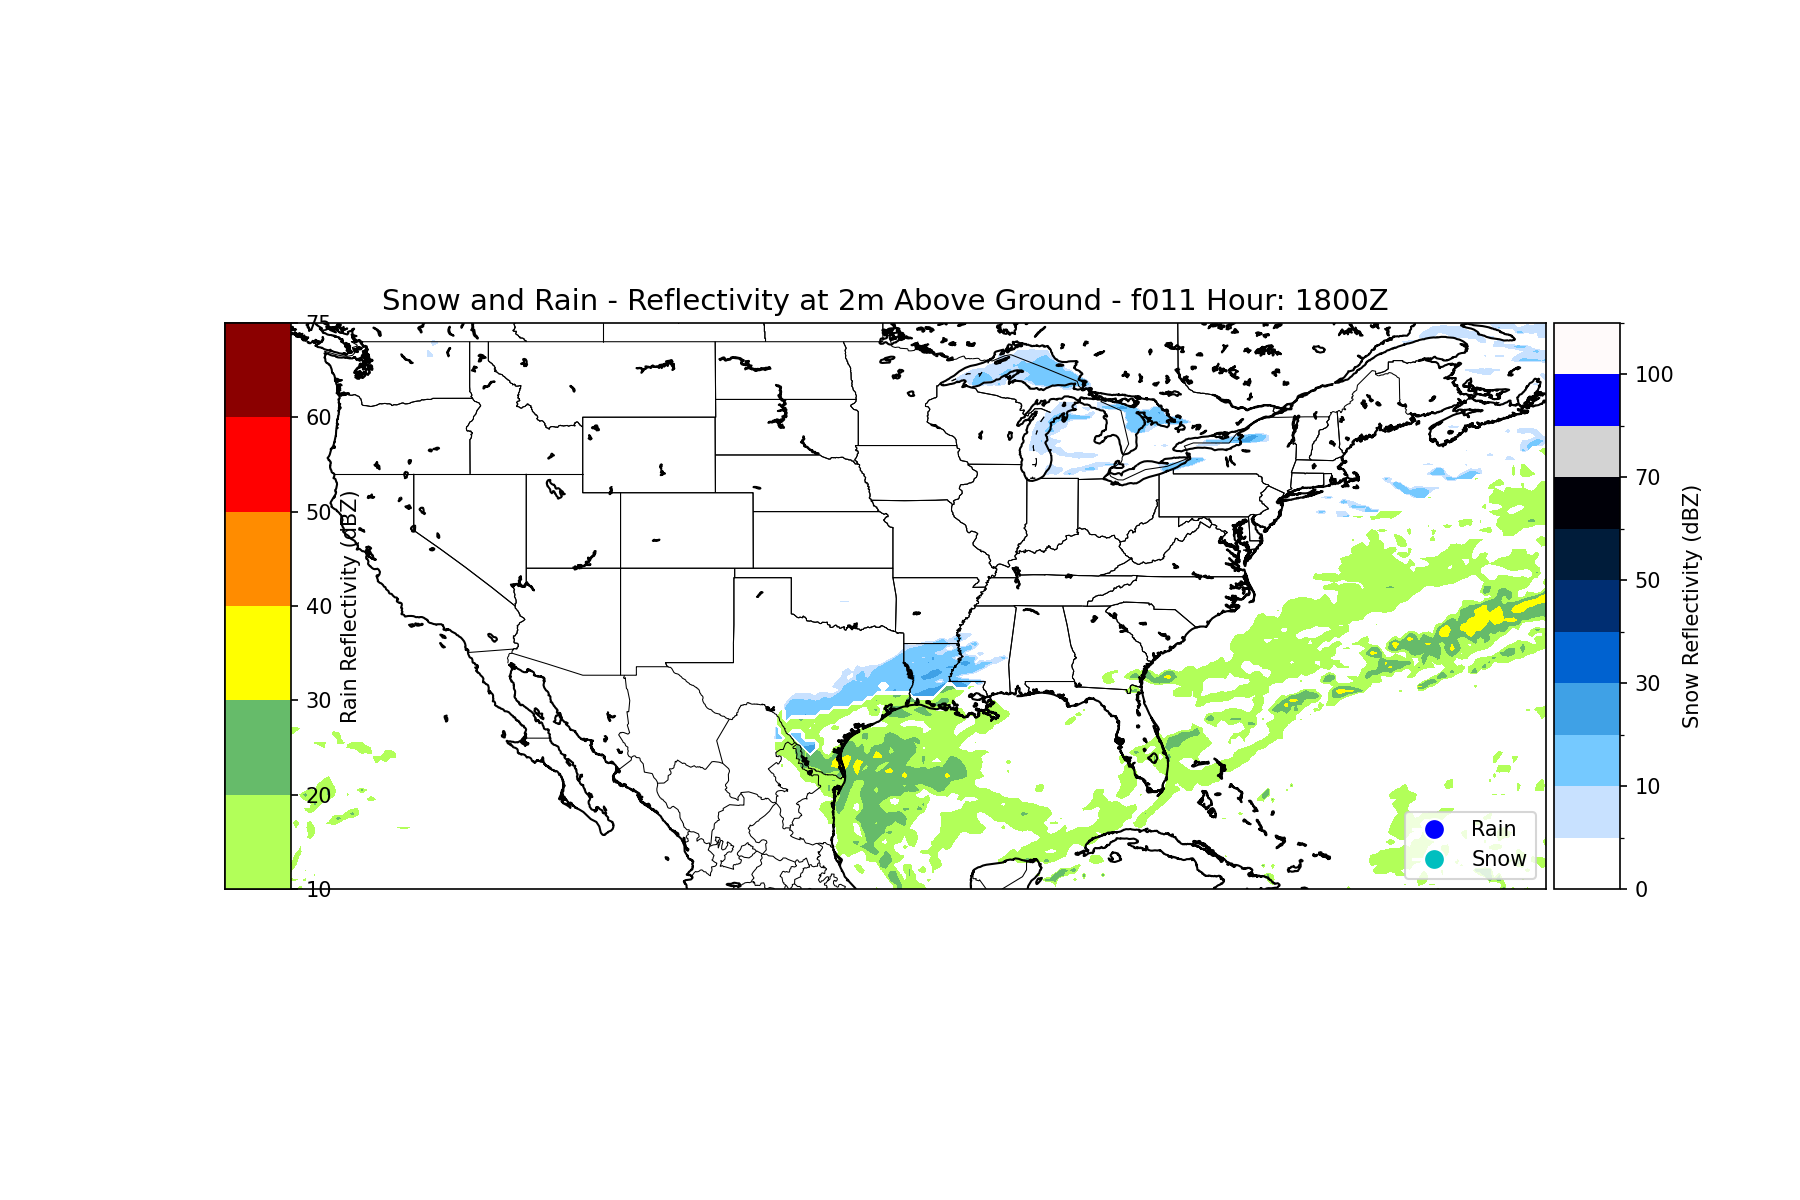 Snow and Rain - Reflectivity at 2m Above Ground - f011 Hour: 1800Z
75
60
50
40
30
20
10
Rain Reflectivity (dBZ)
100
70
50
30
10
0
Snow Reflectivity (dBZ)
Rain
Snow